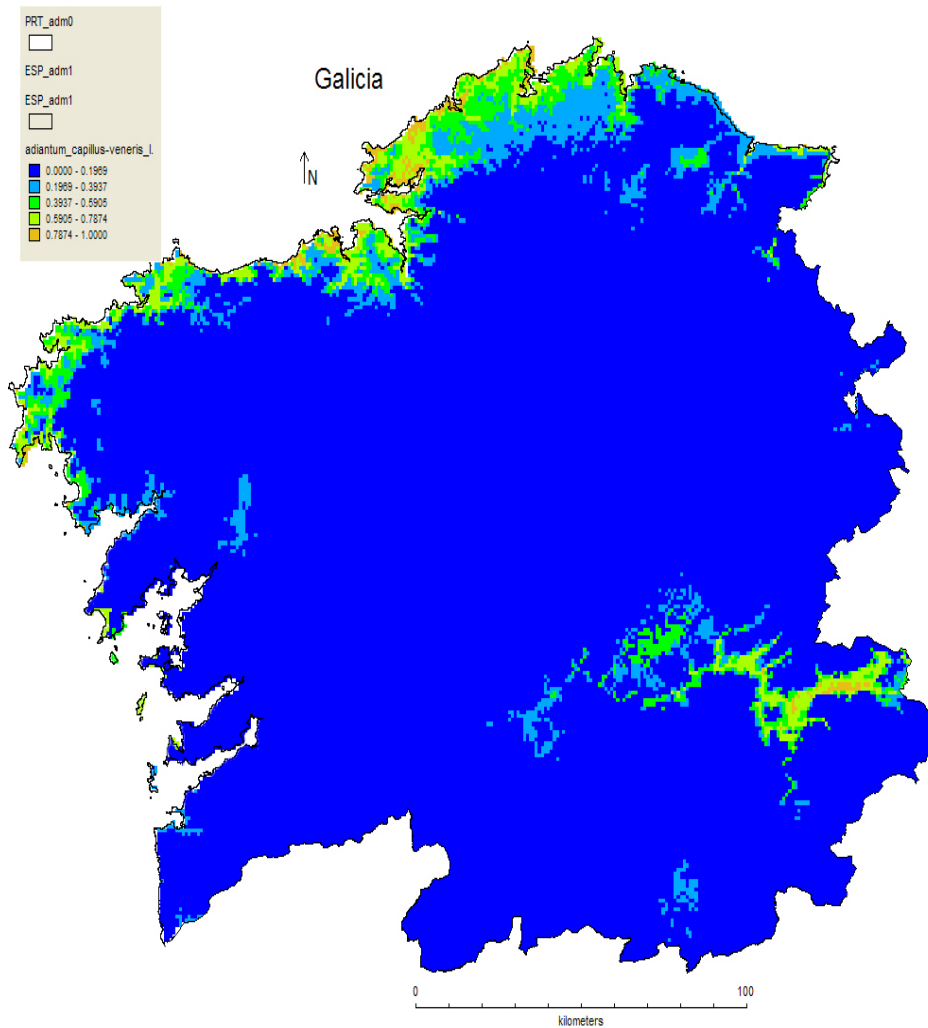 PRT_adm0
ESP_adm1
ESP_adm1
adiantum_capillus-veneris_l.
0.0000 - 0.1969
0.1969 - 0.3937
0.3937 - 0.5905
0.5905 - 0.7874
0.7874 - 1.0000
Galicia
N
0 100
kilometers